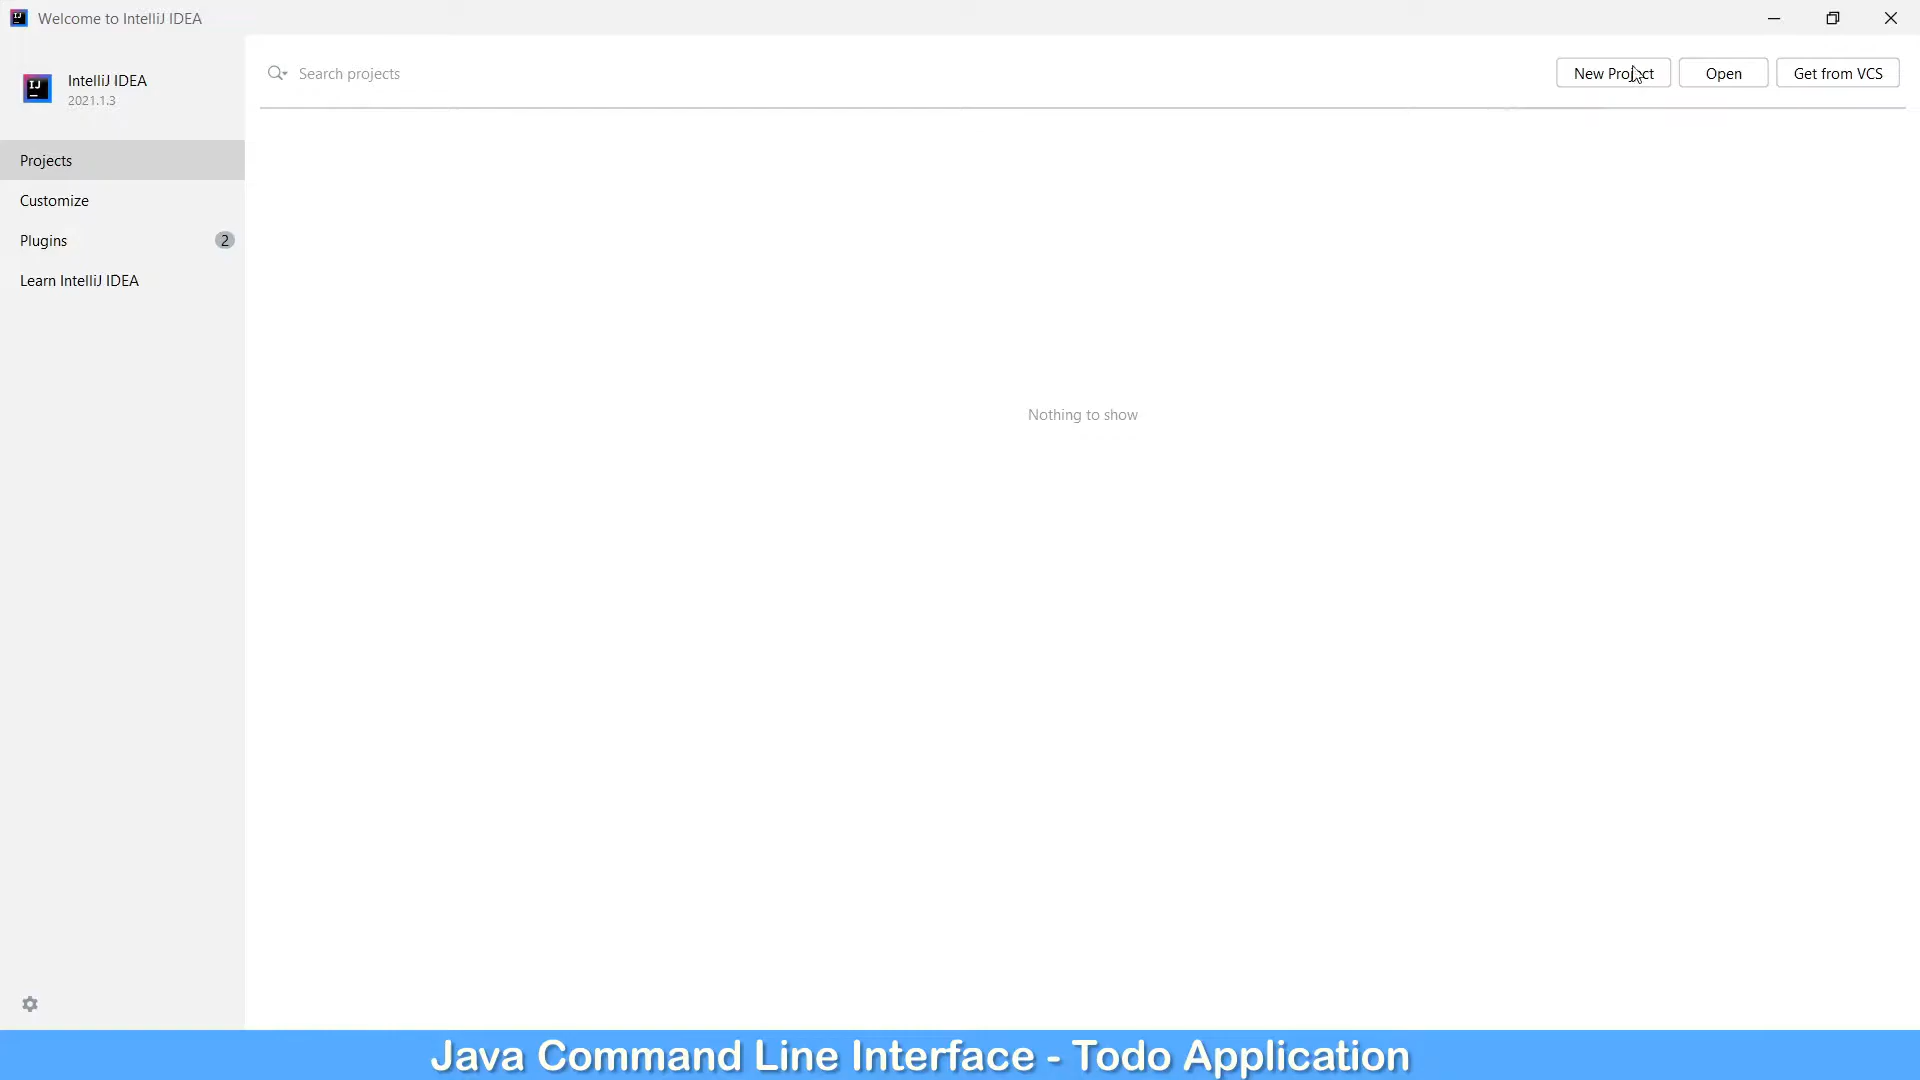 Welcome to IntelliJ IDEA
IntelliJ IDEA
2021.1.3
Search projects
New Project
Open
Get from VCS
Projects
Customize
Plugins
2
Learn IntelliJ IDEA
Nothing to show
Java Command Line Interface - Todo Application